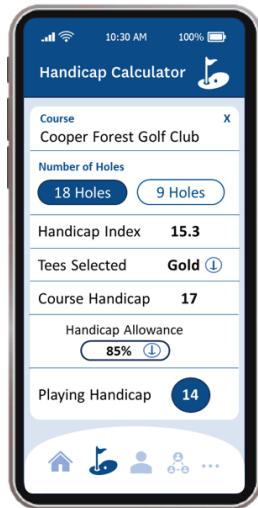 10:30 AM 100%
Handicap Calculator
Course X
Cooper Forest Golf Club
Number of Holes
18 Holes 9 Holes
Handicap Index 15.3
Tees Selected Gold
Course Handicap 17
Handicap Allowance
85%
Playing Handicap 14